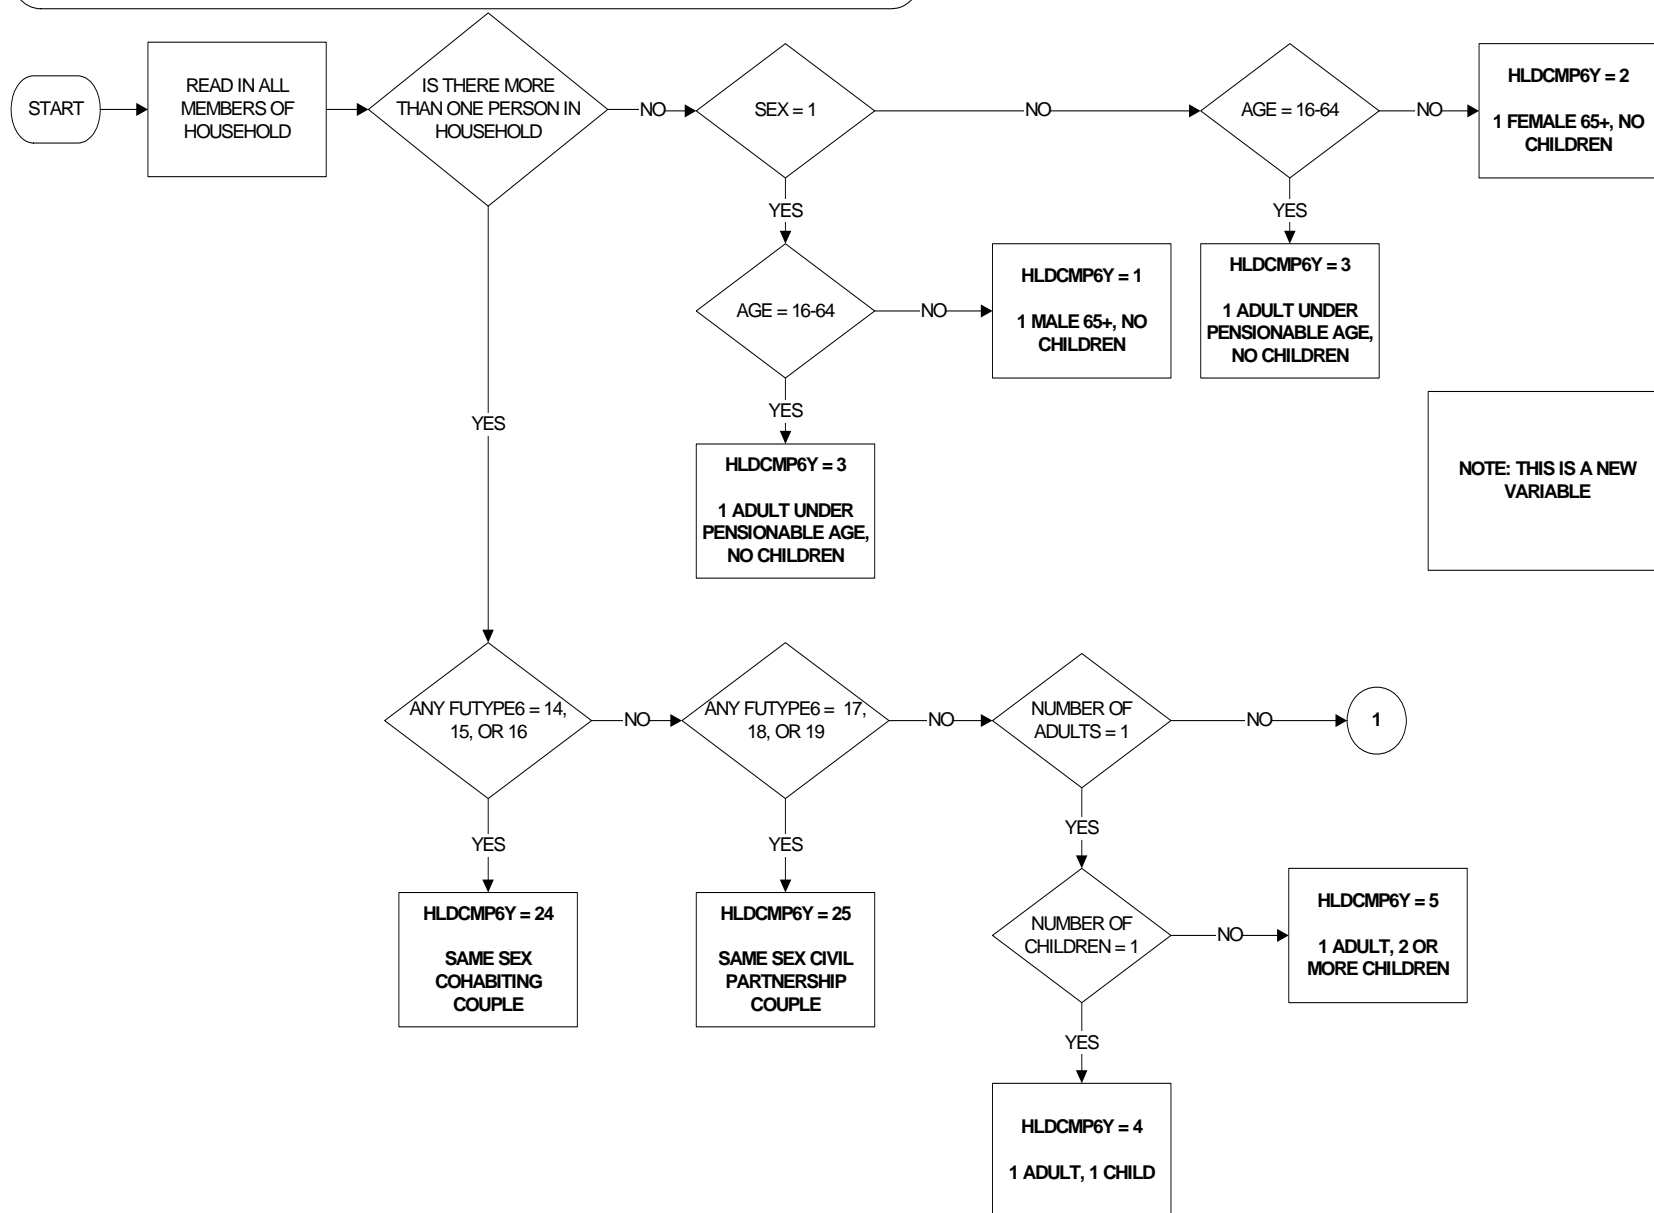 START
READ IN ALL
MEMBERS OF
HOUSEHOLD
IS THERE MORE
THAN ONE PERSON IN
HOUSEHOLD
NO
SEX = 1
NO
AGE = 16-64
NO
HLDCMP6Y = 2
1 FEMALE 65+, NO
CHILDREN
YES
YES
AGE = 16-64
NO
HLDCMP6Y = 1
1 MALE 65+, NO
CHILDREN
HLDCMP6Y = 3
1 ADULT UNDER
PENSIONABLE AGE,
NO CHILDREN
YES
YES
HLDCMP6Y = 3
1 ADULT UNDER
PENSIONABLE AGE,
NO CHILDREN
NOTE: THIS IS A NEW
VARIABLE
ANY FUTYPE6 = 14,
15, OR 16
NO
ANY FUTYPE6 = 17,
18, OR 19
NO
NUMBER OF
ADULTS = 1
NO
1
YES
YES
YES
HLDCMP6Y = 24
SAME SEX
COHABITING
COUPLE
HLDCMP6Y = 25
SAME SEX CIVIL
PARTNERSHIP
COUPLE
NUMBER OF
CHILDREN = 1
NO
HLDCMP6Y = 5
1 ADULT, 2 OR
MORE CHILDREN
YES
HLDCMP6Y = 4
1 ADULT, 1 CHILD